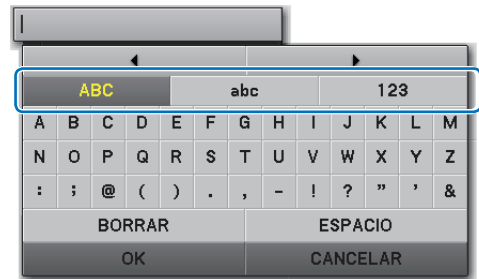 ABC abc 123
A B C D E F G H I J K L M
N O P Q R S T U V W X Y Z
: ; @ ( ) . , - ! ? ” ’ &
BORRAR ESPACIO
OK CANCELAR